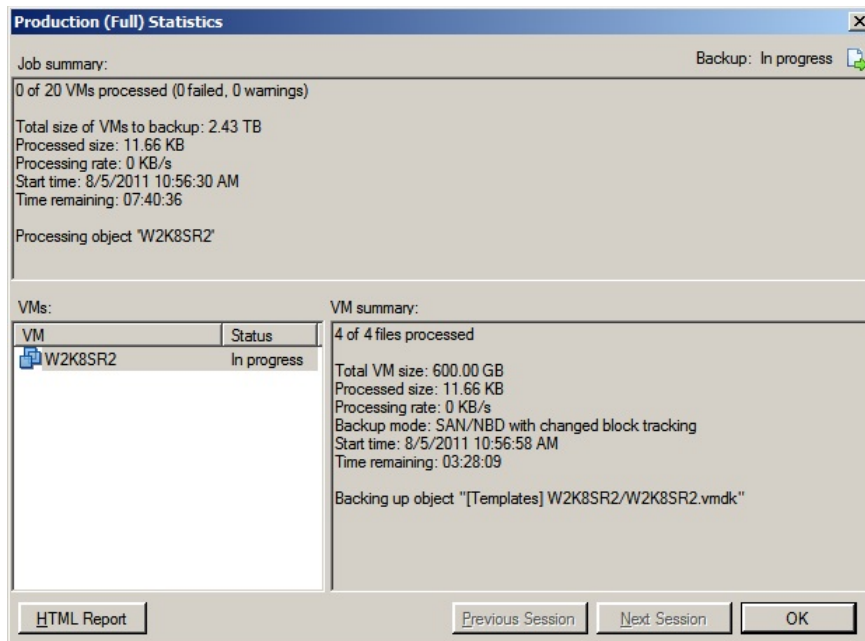 Production (Full) Statistics
Job summary:
Backup: In progress
0 of 20 VMs processed (0 failed, 0 warnings)
Total size of VMs to backup: 2.43 TB
Processed size: 11.66 KB
Processing rate: 0 KB/s
Start time: 8/5/2011 10:56:30 AM
Time remaining: 07:40:36
Processing object 'W2K8SR2'
VMs:
VM Status
W2K8SR2 In progress
VM summary:
4 of 4 files processed
Total VM size: 600.00 GB
Processed size: 11.66 KB
Processing rate: 0 KB/s
Backup mode: SAN/NBD with changed block tracking
Start time: 8/5/2011 10:56:58 AM
Time remaining: 03:28:09
Backing up object "[Templates] W2K8SR2/W2K8SR2.vmdk"
HTML Report
Previous Session
Next Session
OK